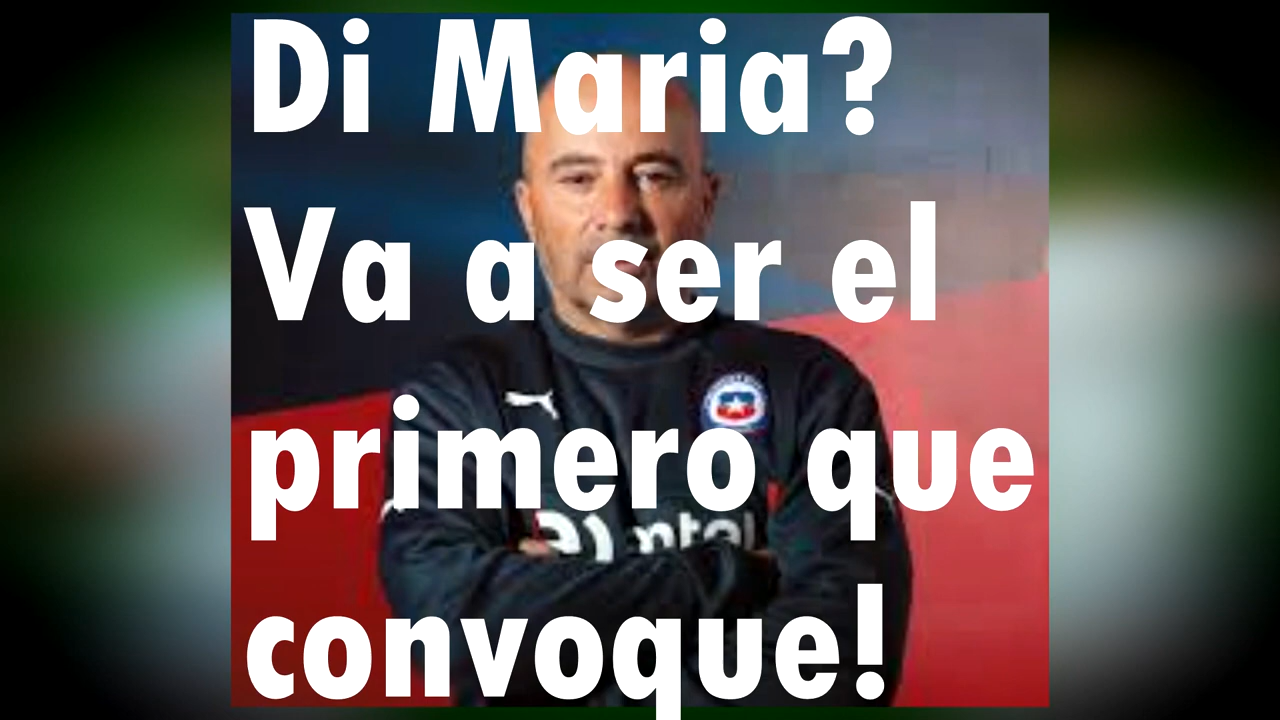 Di Maria?
Va a ser el
primero que
convoque!